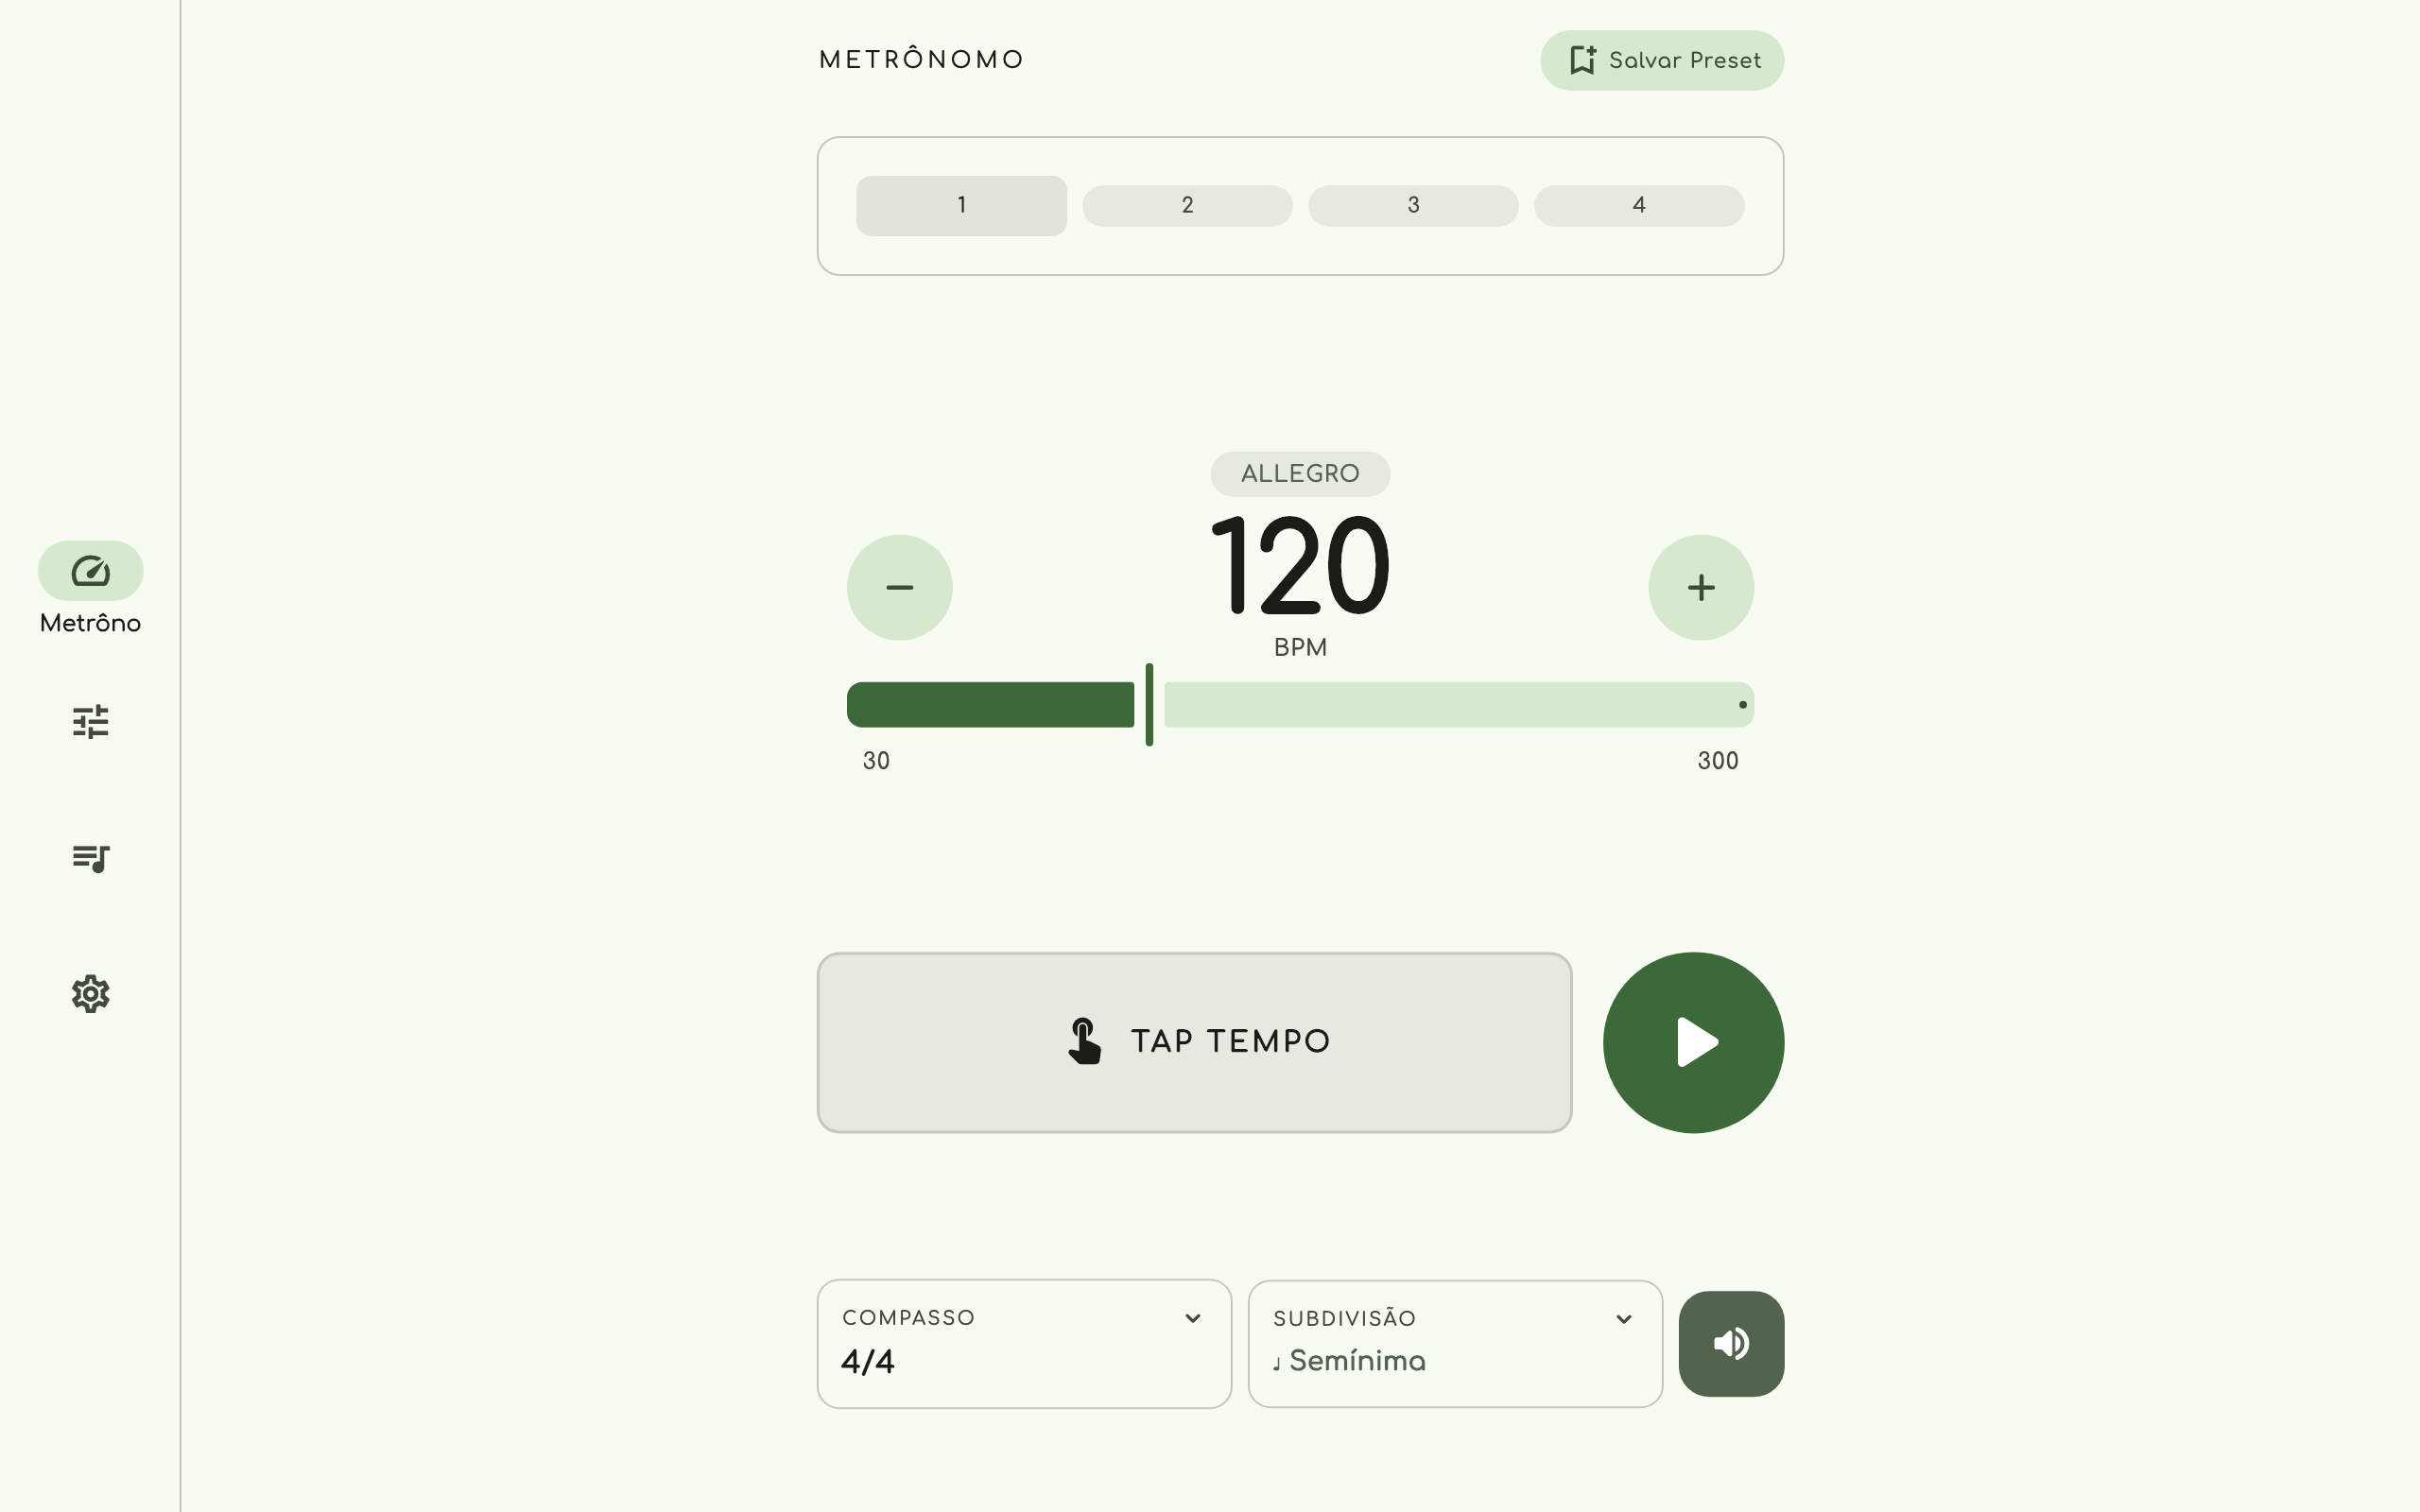 METRÔNOMO
Salvar Preset
1
2
3
4
ALLEGRO
120
BPM
30
300
Metrôno
TAP TEMPO
COMPASSO
4/4
SUBDIVISÃO
♩ Semínima